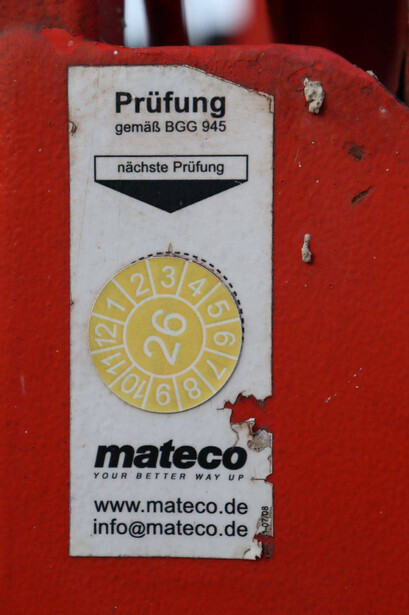 Prüfung
gemäß BGG 945
nächste Prüfung
1 2 3 4 5 6 7 8 9 10 11 12
26
mateco
YOUR BETTER WAY UP
www.mateco.de
info@mateco.de